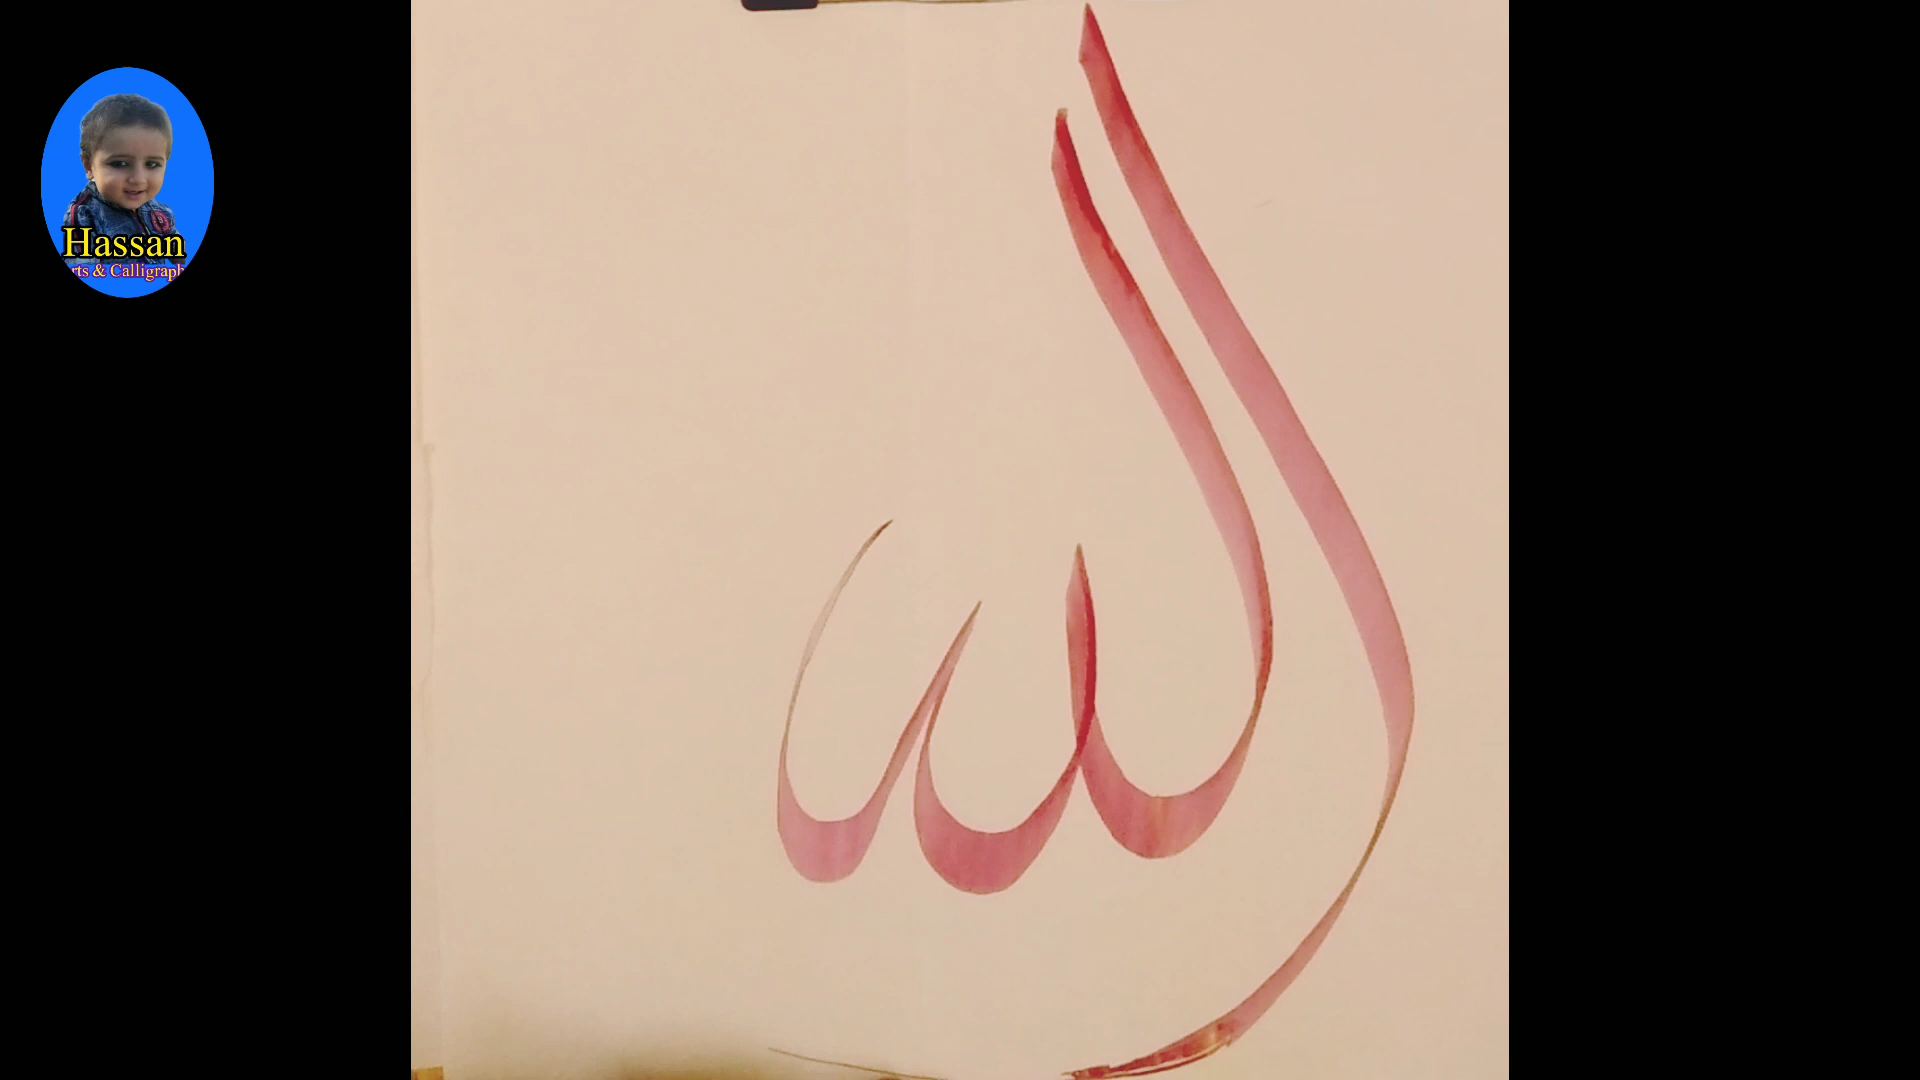 Hassan
rts & Calligraph
الله